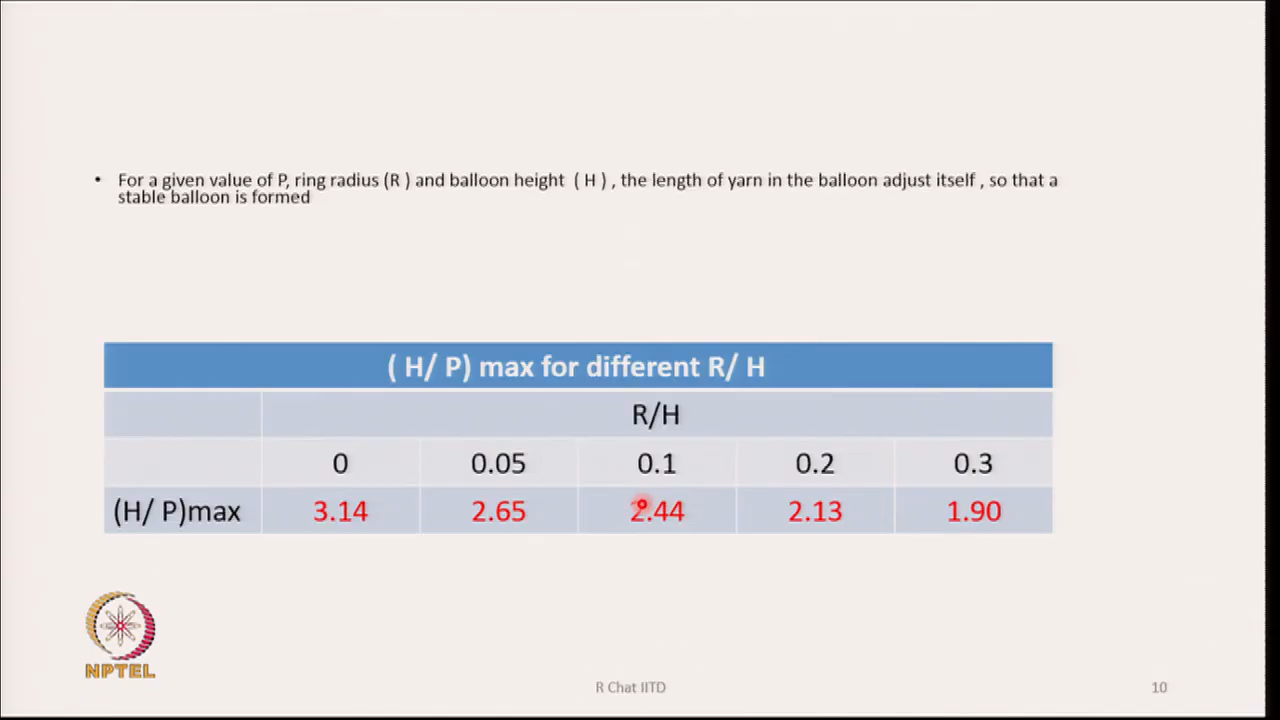 • For a given value of P, ring radius (R ) and balloon height ( H ) , the length of yarn in the balloon adjust itself , so that a
stable balloon is formed
( H/ P) max for different R/ H
R/H
0 0.05 0.1 0.2 0.3
(H/ P)max 3.14 2.65 2.44 2.13 1.90
NPTEL
R Chat IITD 10